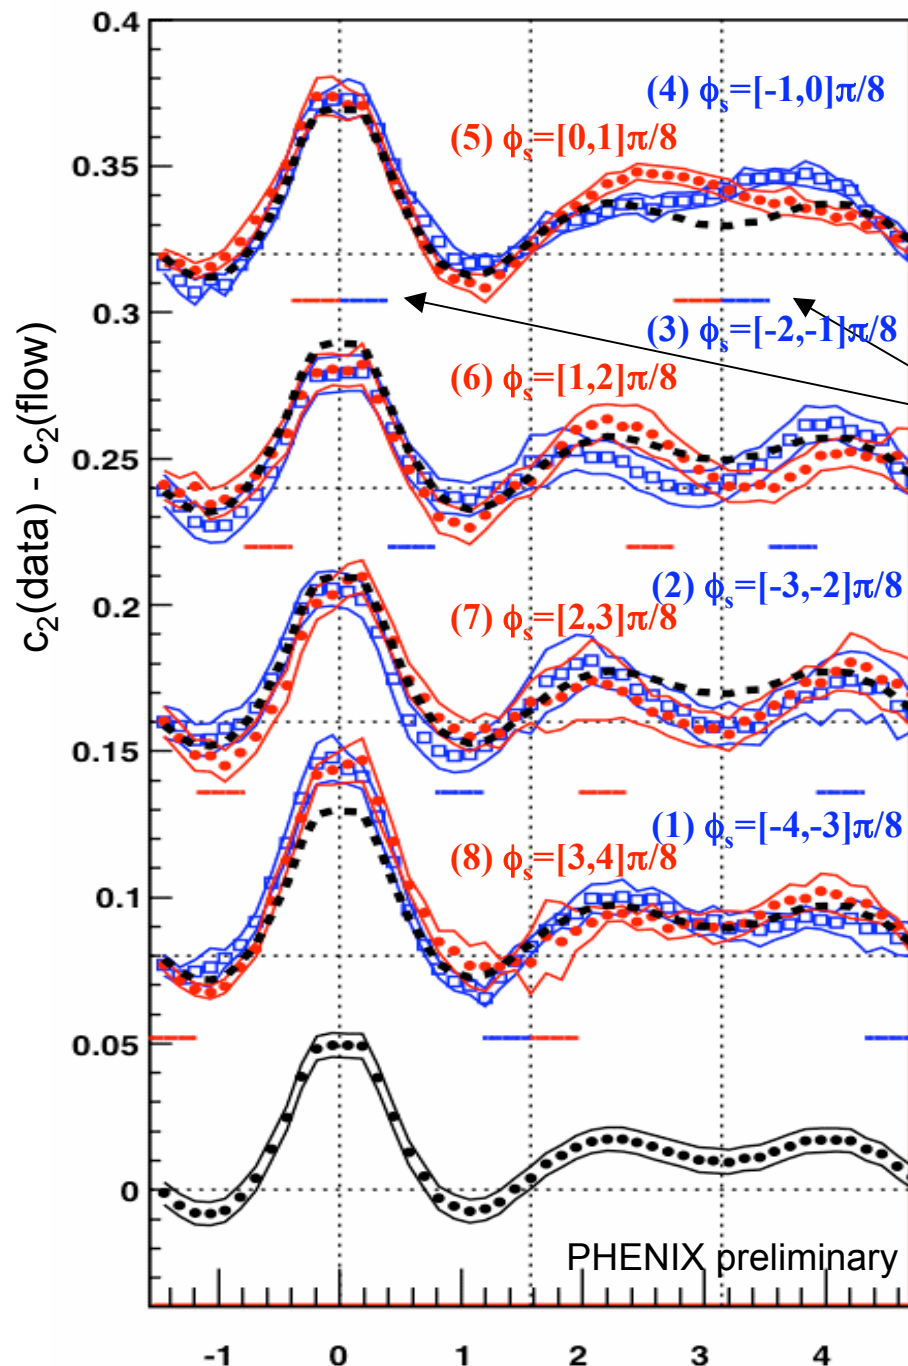 0.4
(4) ϕs=[-1,0]π/8
(5) ϕs=[0,1]π/8
0.35
0.3
(3) ϕs=[-2,-1]π/8
(6) ϕs=[1,2]π/8
c2(data) - c2(flow)
0.25
0.2
(2) ϕs=[-3,-2]π/8
(7) ϕs=[2,3]π/8
0.15
(1) ϕs=[-4,-3]π/8
(8) ϕs=[3,4]π/8
0.1
0.05
0
PHENIX preliminary
-1 0 1 2 3 4